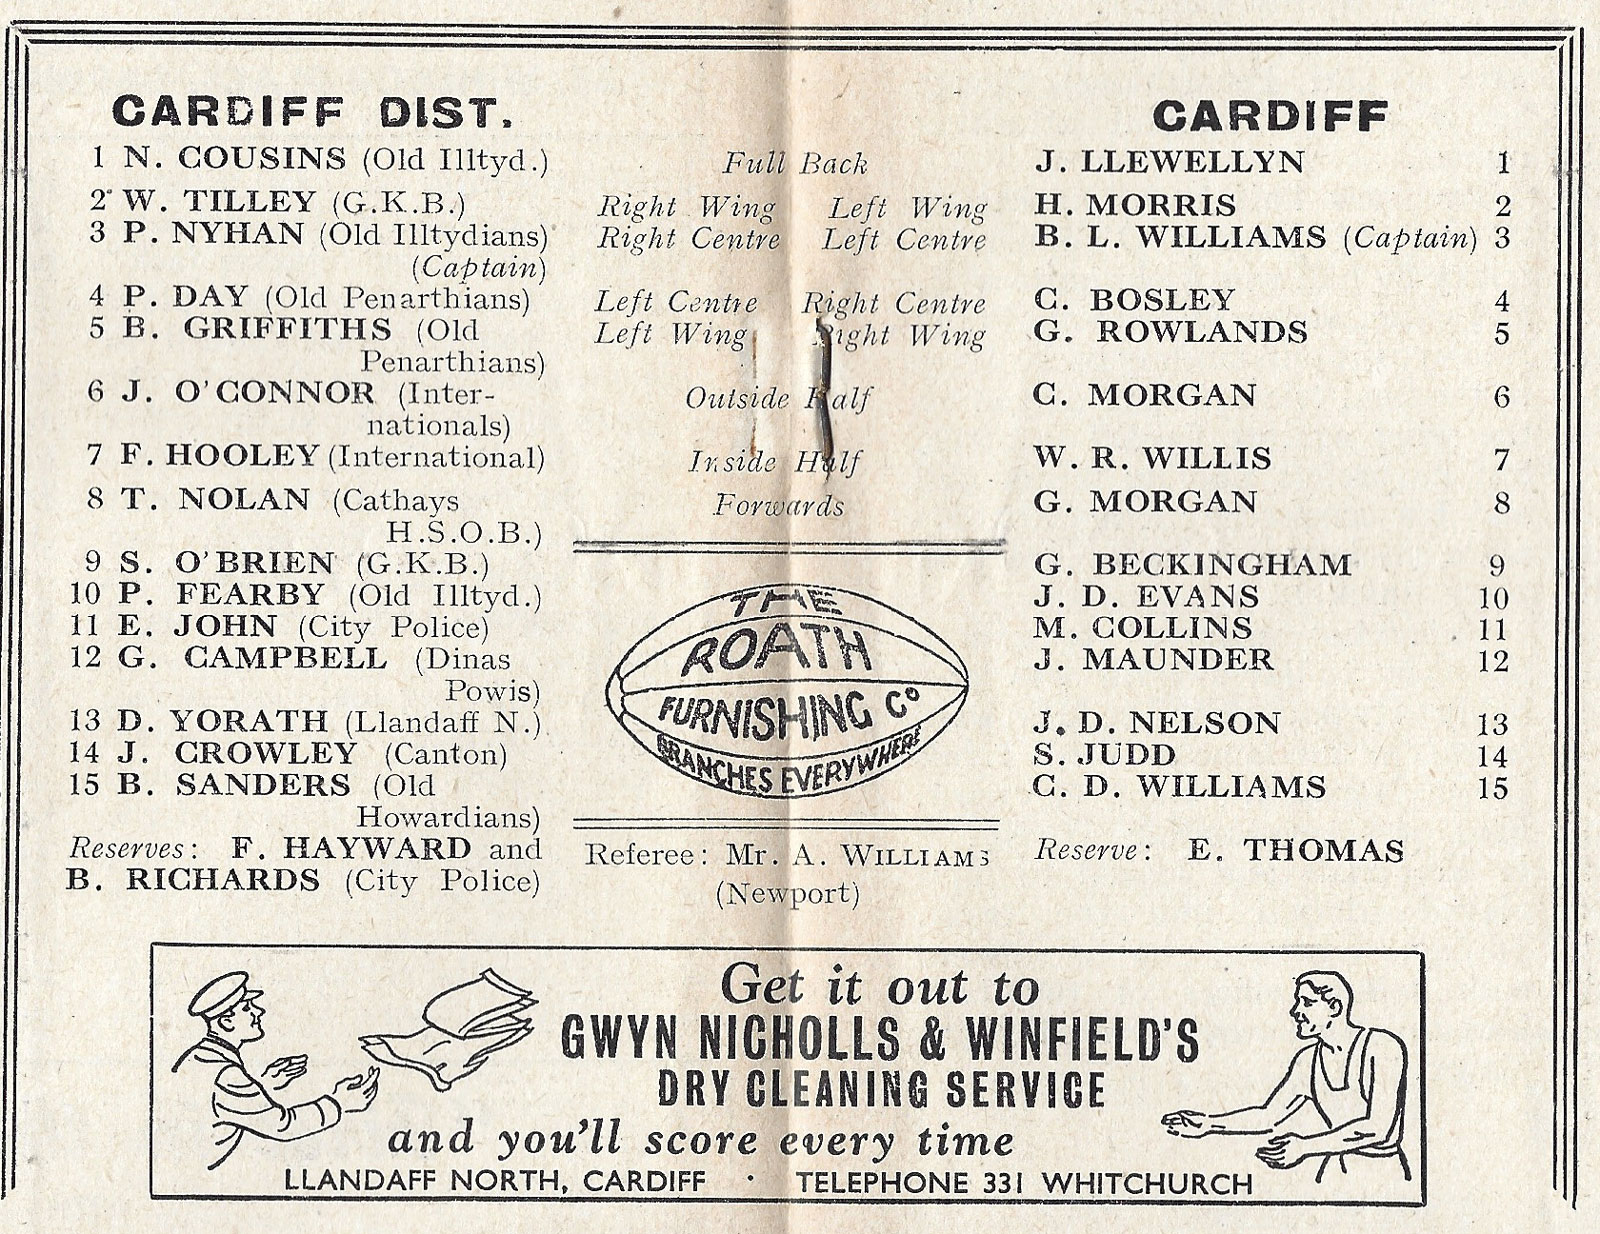 CARDIFF DIST.
1 N. COUSINS (Old Illtyd.)
2 W. TILLEY (G.K.B.)
3 P. NYHAN (Old Illtydians)
(Captain)
4 P. DAY (Old Penarthians)
5 B. GRIFFITHS (Old
Penarthians)
6 J. O'CONNOR (Inter-
nationals)
7 F. HOOLEY (International)
8 T. NOLAN (Cathays
H.S.O.B.)
9 S. O'BRIEN (G.K.B.)
10 P. FEARBY (Old Illtyd.)
11 E. JOHN (City Police)
12 G. CAMPBELL (Dinas
Powis)
13 D. YORATH (Llandaff N.)
14 J. CROWLEY (Canton)
15 B. SANDERS (Old
Howardians)
Reserves: F. HAYWARD and
B. RICHARDS (City Police)
Full Back
Right Wing Left Wing
Right Centre Left Centre
Left Centre Right Centre
Left Wing Right Wing
Outside Half
Inside Half
Forwards
THE
ROATH
FURNISHING Co
BRANCHES EVERYWHERE
Referee: Mr. A. WILLIAMS
(Newport)
CARDIFF
J. LLEWELLYN 1
H. MORRIS 2
B. L. WILLIAMS (Captain) 3
C. BOSLEY 4
G. ROWLANDS 5
C. MORGAN 6
W. R. WILLIS 7
G. MORGAN 8
G. BECKINGHAM 9
J. D. EVANS 10
M. COLLINS 11
J. MAUNDER 12
J. D. NELSON 13
S. JUDD 14
C. D. WILLIAMS 15
Reserve: E. THOMAS
Get it out to
GWYN NICHOLLS & WINFIELD'S
DRY CLEANING SERVICE
and you'll score every time
LLANDAFF NORTH, CARDIFF · TELEPHONE 331 WHITCHURCH